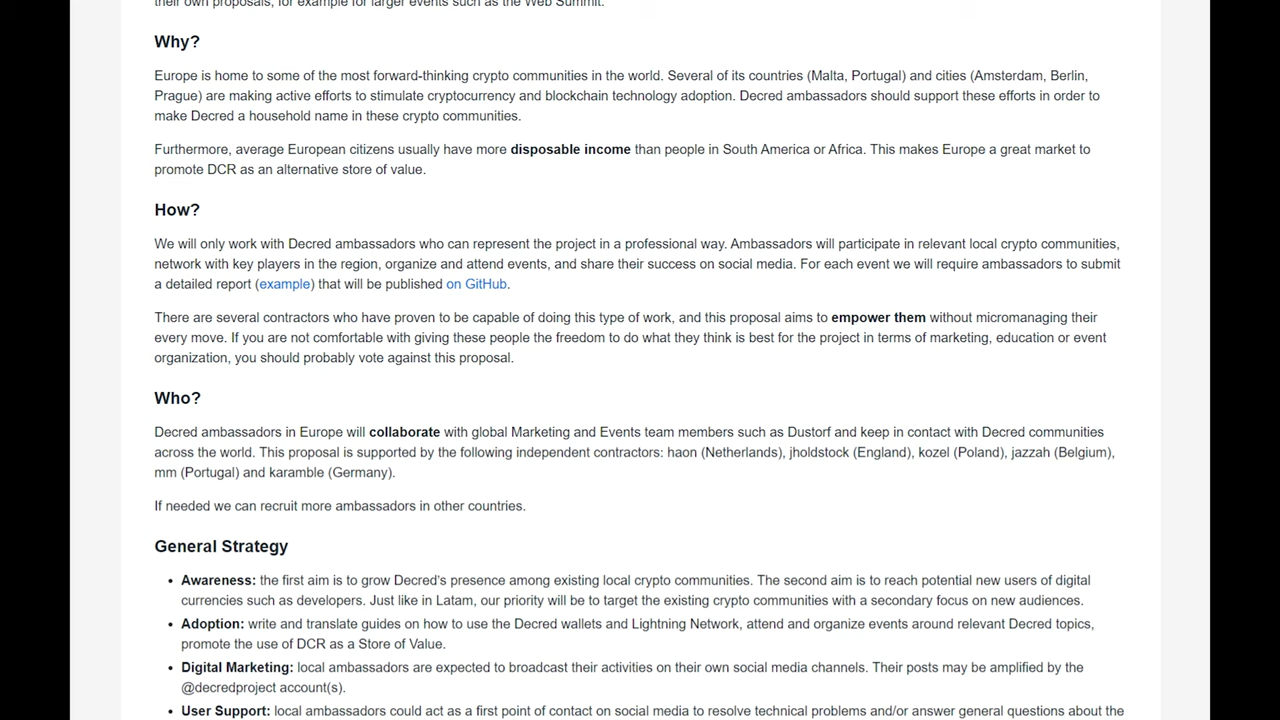 their own proposals, for example for larger events such as the Web Summit.
Why?
Europe is home to some of the most forward-thinking crypto communities in the world. Several of its countries (Malta, Portugal) and cities (Amsterdam, Berlin,
Prague) are making active efforts to stimulate cryptocurrency and blockchain technology adoption. Decred ambassadors should support these efforts in order to
make Decred a household name in these crypto communities.
Furthermore, average European citizens usually have more disposable income than people in South America or Africa. This makes Europe a great market to
promote DCR as an alternative store of value.
How?
We will only work with Decred ambassadors who can represent the project in a professional way. Ambassadors will participate in relevant local crypto communities,
network with key players in the region, organize and attend events, and share their success on social media. For each event we will require ambassadors to submit
a detailed report (example) that will be published on GitHub.
There are several contractors who have proven to be capable of doing this type of work, and this proposal aims to empower them without micromanaging their
every move. If you are not comfortable with giving these people the freedom to do what they think is best for the project in terms of marketing, education or event
organization, you should probably vote against this proposal.
Who?
Decred ambassadors in Europe will collaborate with global Marketing and Events team members such as Dustorf and keep in contact with Decred communities
across the world. This proposal is supported by the following independent contractors: haon (Netherlands), jholdstock (England), kozel (Poland), jazzah (Belgium),
mm (Portugal) and karamble (Germany).
If needed we can recruit more ambassadors in other countries.
General Strategy
• Awareness: the first aim is to grow Decred's presence among existing local crypto communities. The second aim is to reach potential new users of digital
currencies such as developers. Just like in Latam, our priority will be to target the existing crypto communities with a secondary focus on new audiences.
• Adoption: write and translate guides on how to use the Decred wallets and Lightning Network, attend and organize events around relevant Decred topics,
promote the use of DCR as a Store of Value.
• Digital Marketing: local ambassadors are expected to broadcast their activities on their own social media channels. Their posts may be amplified by the
@decredproject account(s).
• User Support: local ambassadors could act as a first point of contact on social media to resolve technical problems and/or answer general questions about the